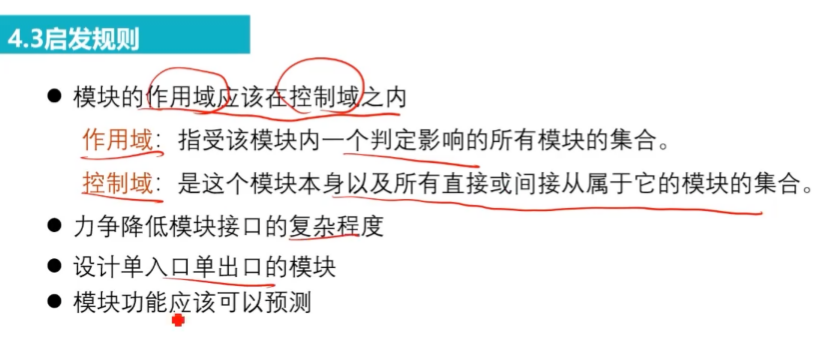 4.3启发规则
● 模块的作用域应该在控制域之内
作用域：指受该模块内一个判定影响的所有模块的集合。
控制域：是这个模块本身以及所有直接或间接从属于它的模块的集合。
● 力争降低模块接口的复杂程度
● 设计单入口单出口的模块
● 模块功能应该可以预测